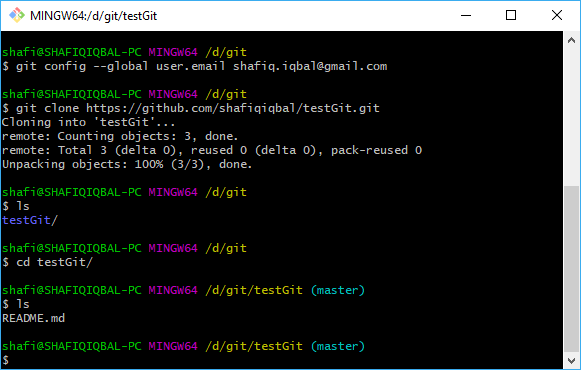 MINGW64:/d/git/testGit
shafi@SHAFIQIQBAL-PC MINGW64 /d/git
$ git config --global user.email shafiq.iqbal@gmail.com
shafi@SHAFIQIQBAL-PC MINGW64 /d/git
$ git clone https://github.com/shafiqiqbal/testGit.git
Cloning into 'testGit'...
remote: Counting objects: 3, done.
remote: Total 3 (delta 0), reused 0 (delta 0), pack-reused 0
Unpacking objects: 100% (3/3), done.
shafi@SHAFIQIQBAL-PC MINGW64 /d/git
$ ls
testGit/
shafi@SHAFIQIQBAL-PC MINGW64 /d/git
$ cd testGit/
shafi@SHAFIQIQBAL-PC MINGW64 /d/git/testGit (master)
$ ls
README.md
shafi@SHAFIQIQBAL-PC MINGW64 /d/git/testGit (master)
$